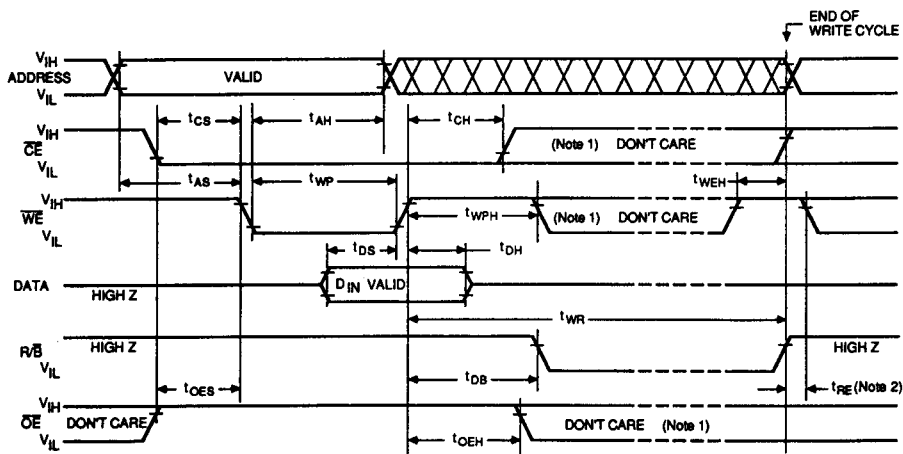 END OF
WRITE CYCLE
VIH
ADDRESS
VIL
VALID
tCS
tAH
tCH
VIH
CE
VIL
(Note 1) DON'T CARE
tAS
tWP
tWEH
VIH
WE
VIL
tWPH
(Note 1) DON'T CARE
tDS
tDH
DATA
HIGH Z
DIN VALID
tWR
R/B
HIGH Z
VIL
HIGH Z
tOES
tDB
tRE (Note 2)
VIH
OE
VIL
DON'T CARE
DON'T CARE (Note 1)
tOEH